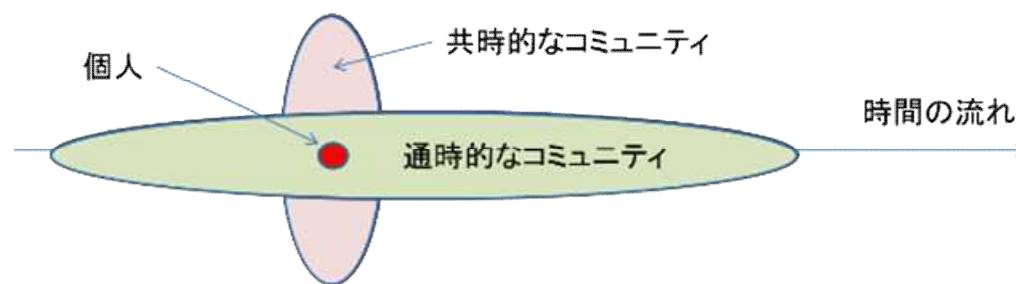 共時的なコミュニティ
個人
時間の流れ
通時的なコミュニティ